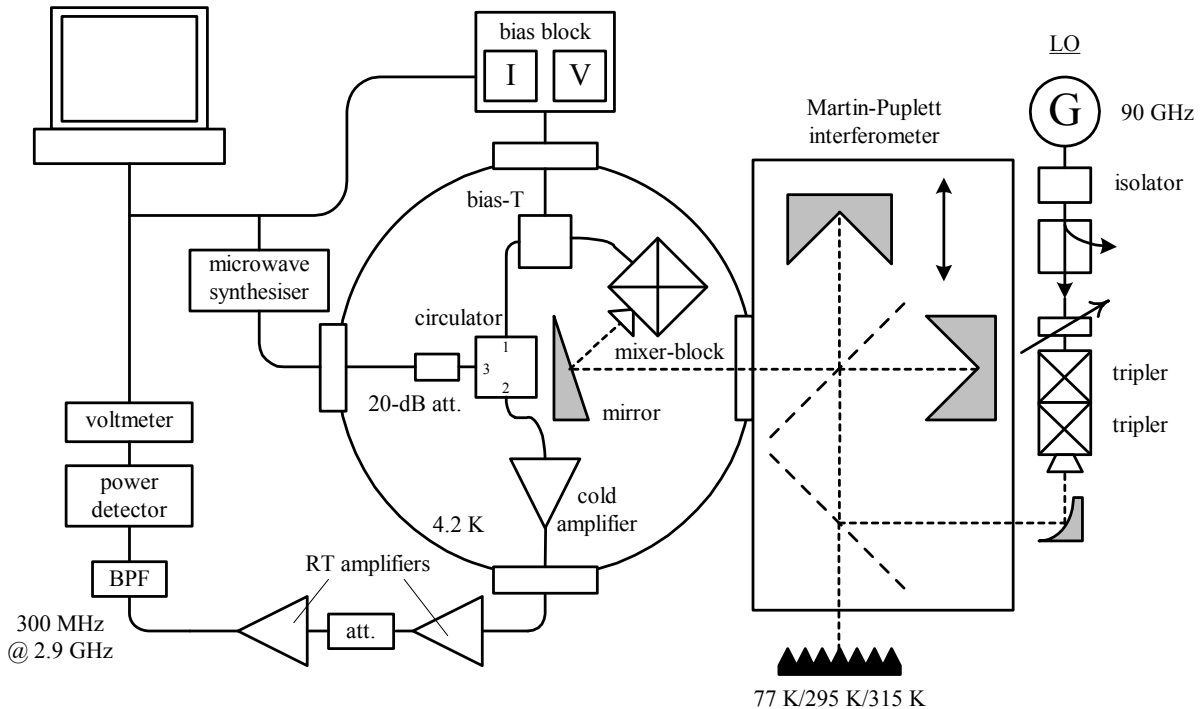 bias block
I V
LO
G
90 GHz
Martin-Puplett
interferometer
isolator
bias-T
microwave
synthesiser
circulator
1
3
2
mixer-block
20-dB att.
mirror
tripler
tripler
voltmeter
power
detector
cold
amplifier
4.2 K
BPF
RT amplifiers
att.
300 MHz
@ 2.9 GHz
77 K/295 K/315 K